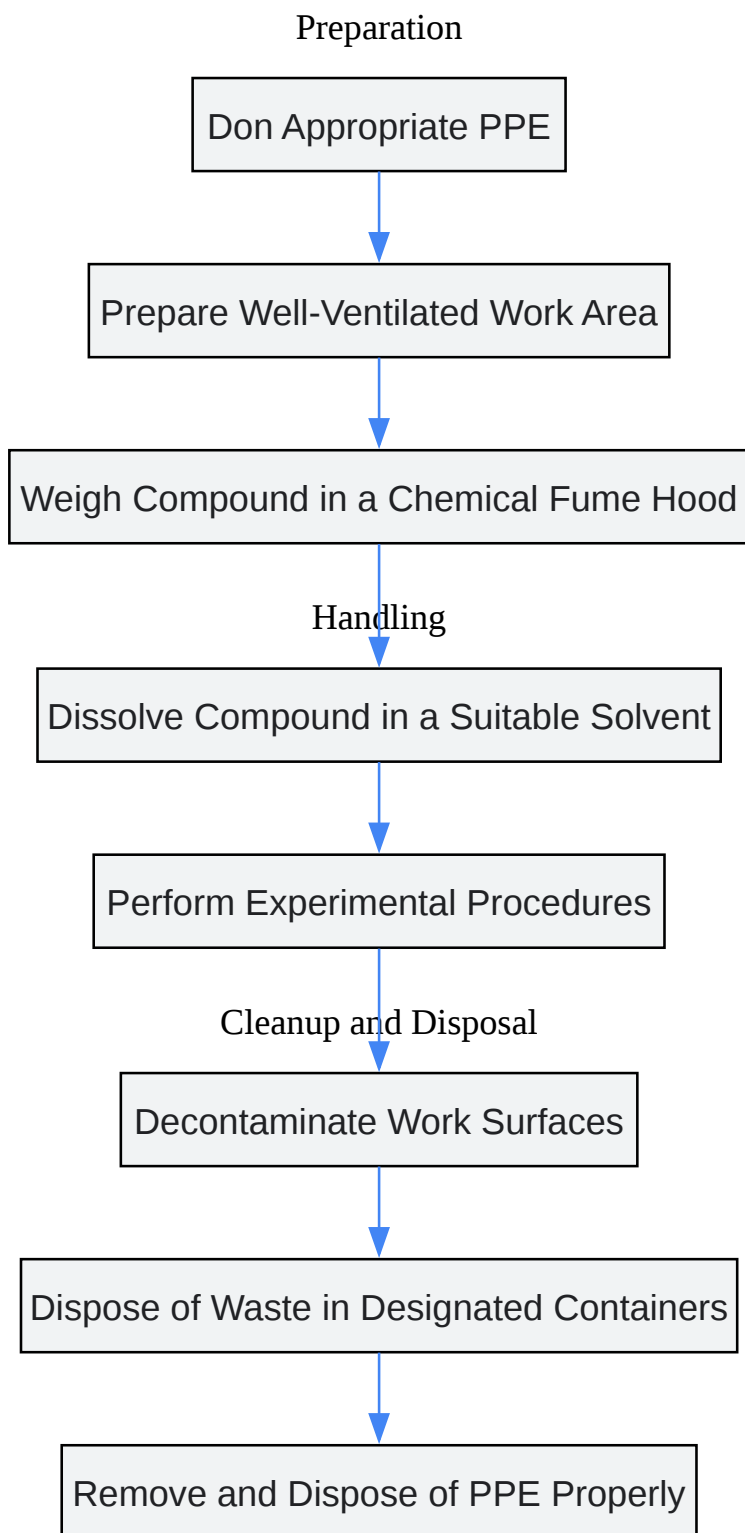 Preparation
Don Appropriate PPE
Prepare Well-Ventilated Work Area
Weigh Compound in a Chemical Fume Hood
Handling
Dissolve Compound in a Suitable Solvent
Perform Experimental Procedures
Cleanup and Disposal
Decontaminate Work Surfaces
Dispose of Waste in Designated Containers
Remove and Dispose of PPE Properly